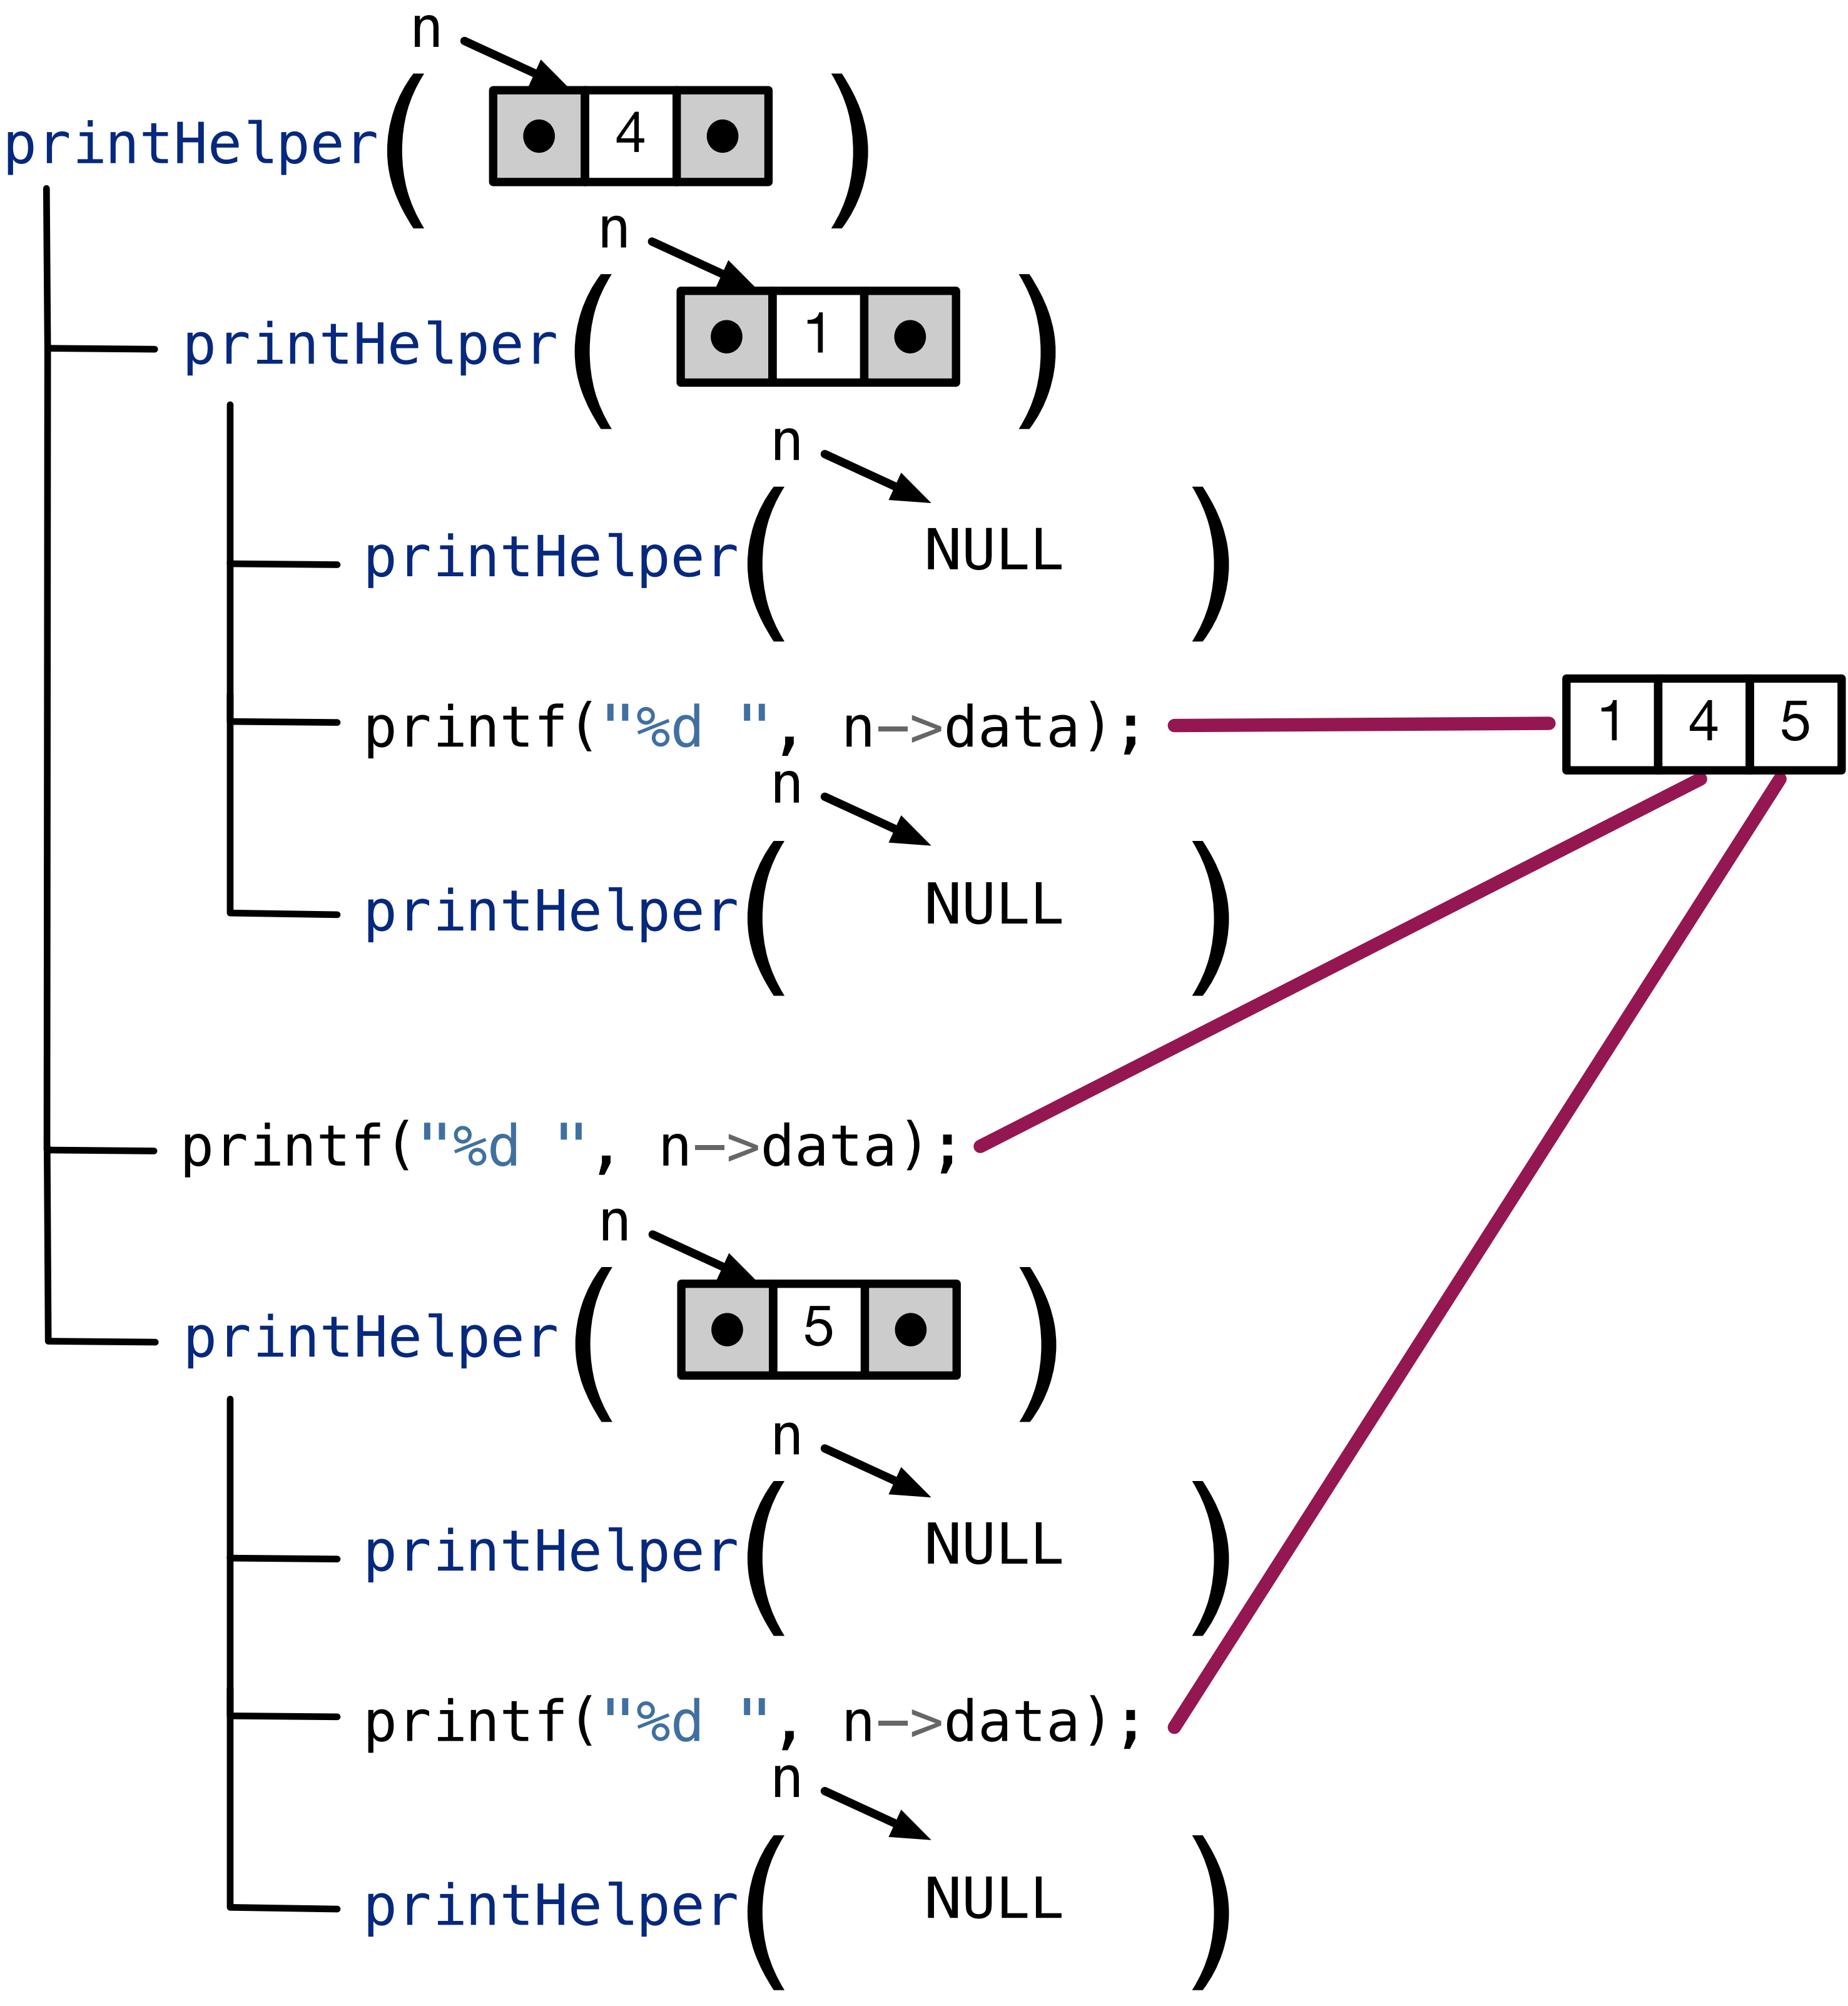 n
printHelper( 4 )
n
printHelper( 1 )
n
printHelper( NULL )
printf("%d ", n->data);
1 4 5
n
printHelper( NULL )
printf("%d ", n->data);
n
printHelper( 5 )
n
printHelper( NULL )
printf("%d ", n->data);
n
printHelper( NULL )